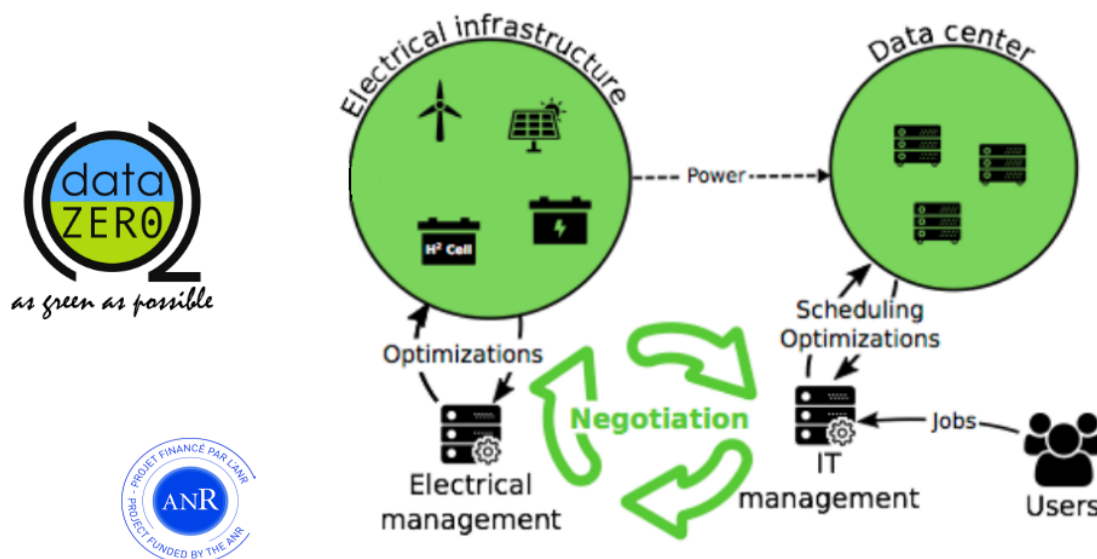 data
ZERO
2
as green as possible
- PROJET FINANCÉ PAR L'ANR
- PROJECT FUNDED BY THE ANR
ANR
Electrical infrastructure
H² Cell
Power
Data center
Optimizations
Scheduling
Optimizations
Negotiation
Electrical
management
IT
management
Jobs
Users